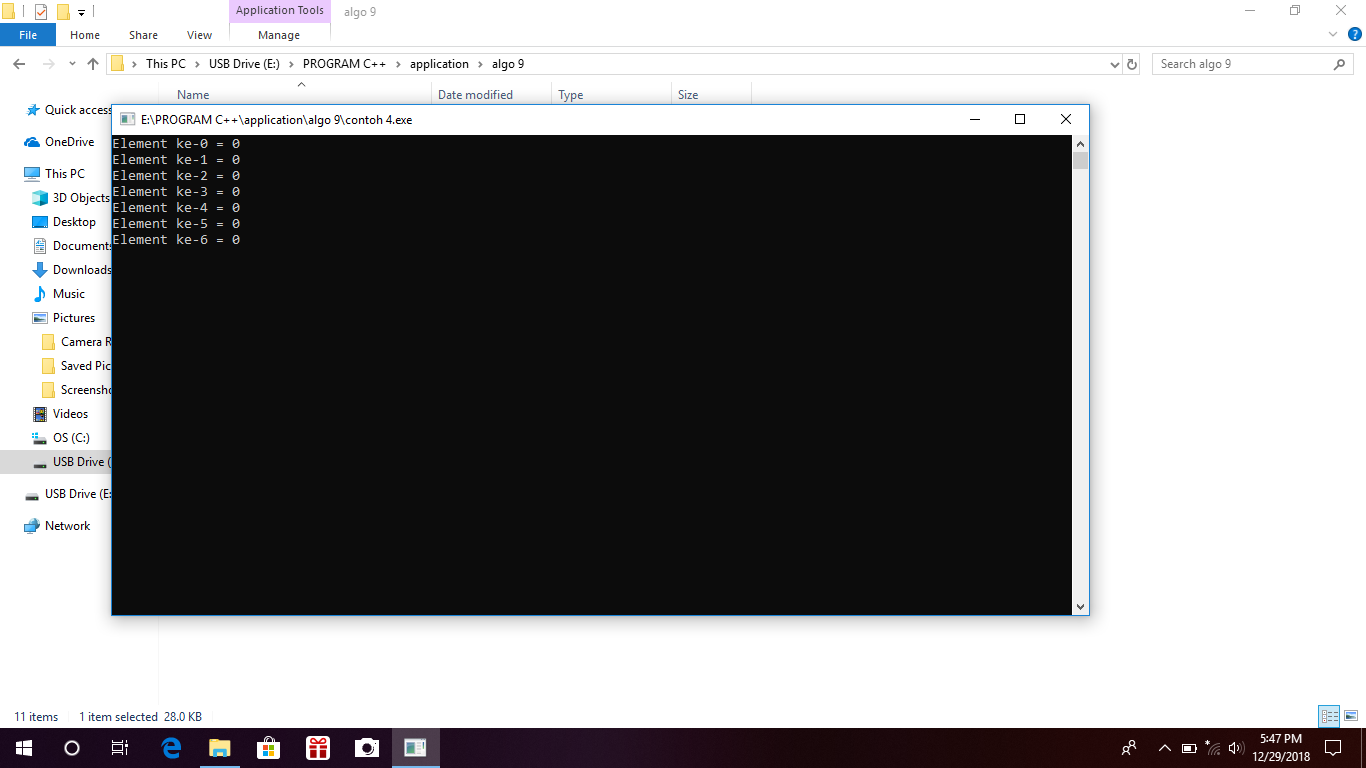 Application Tools
algo 9
File
Home
Share
View
Manage
This PC
USB Drive (E:)
PROGRAM C++
application
algo 9
Search algo 9
Name
Date modified
Type
Size
Quick access
OneDrive
This PC
3D Objects
Desktop
Documents
Downloads
Music
Pictures
Camera R
Saved Pic
Screensho
Videos
OS (C:)
USB Drive (
USB Drive (E:
Network
E:\PROGRAM C++\application\algo 9\contoh 4.exe
Element ke-0 = 0
Element ke-1 = 0
Element ke-2 = 0
Element ke-3 = 0
Element ke-4 = 0
Element ke-5 = 0
Element ke-6 = 0
11 items
1 item selected 28.0 KB
5:47 PM
12/29/2018